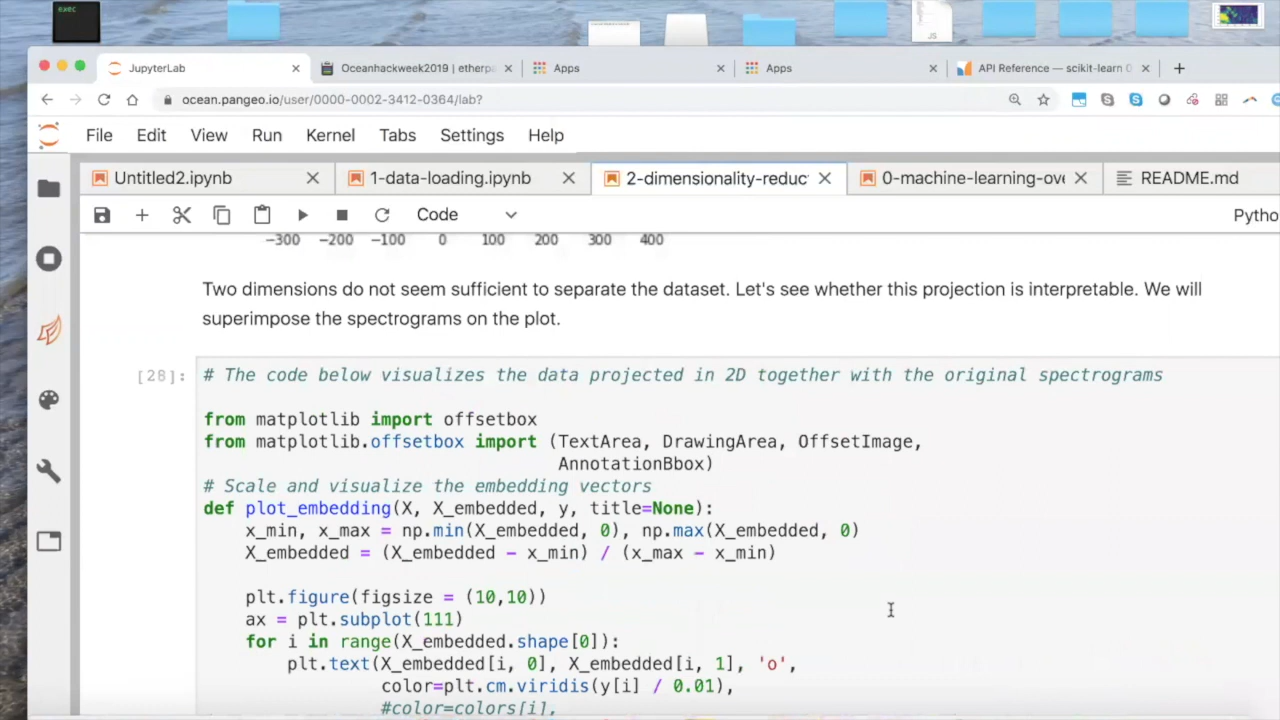 exec
JS
JupyterLab
Oceanhackweek2019 | etherpa
Apps
Apps
API Reference — scikit-learn 0
ocean.pangeo.io/user/0000-0002-3412-0364/lab?
File Edit View Run Kernel Tabs Settings Help
Untitled2.ipynb
1-data-loading.ipynb
2-dimensionality-reduct
0-machine-learning-ove
README.md
Code
Pytho
−300 −200 −100 0 100 200 300 400
Two dimensions do not seem sufficient to separate the dataset. Let's see whether this projection is interpretable. We will
superimpose the spectrograms on the plot.
[28]:
# The code below visualizes the data projected in 2D together with the original spectrograms
from matplotlib import offsetbox
from matplotlib.offsetbox import (TextArea, DrawingArea, OffsetImage,
AnnotationBbox)
# Scale and visualize the embedding vectors
def plot_embedding(X, X_embedded, y, title=None):
x_min, x_max = np.min(X_embedded, 0), np.max(X_embedded, 0)
X_embedded = (X_embedded - x_min) / (x_max - x_min)
plt.figure(figsize = (10,10))
ax = plt.subplot(111)
for i in range(X_embedded.shape[0]):
plt.text(X_embedded[i, 0], X_embedded[i, 1], 'o',
color=plt.cm.viridis(y[i] / 0.01),
#color=colors[i],